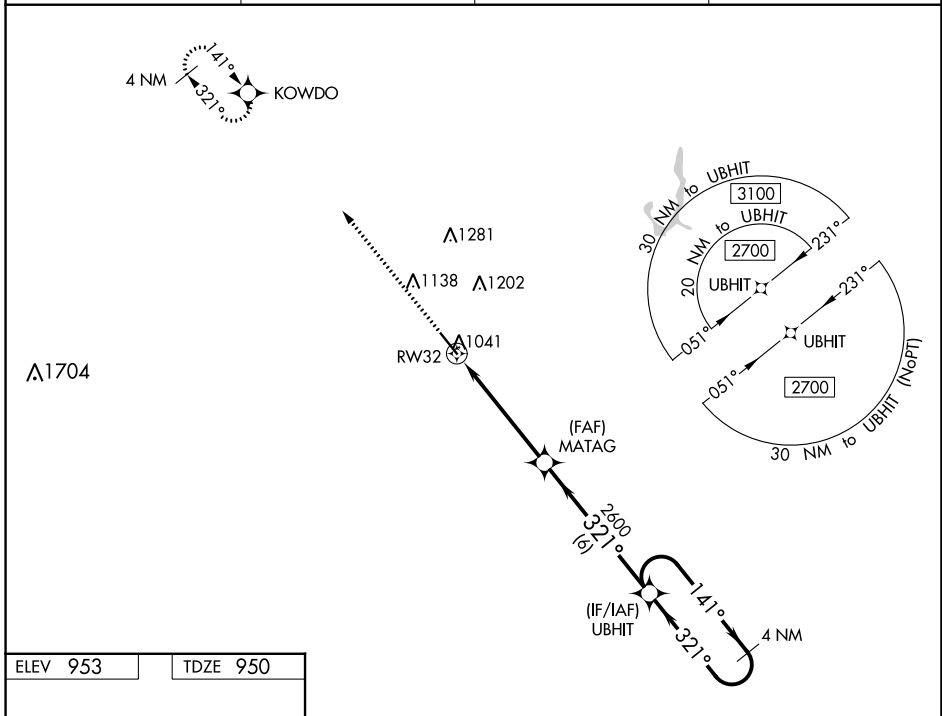 141°
4 NM
321°
KOWDO
30 NM to UBHIT
3100
20 NM to UBHIT
2700
231°
UBHIT
051°
231°
UBHIT
051°
2700
30 NM to UBHIT (NoPT)
1281
1138
1202
1041
RW32
1704
(FAF)
MATAG
2600
321°
(6)
(IF/IAF)
UBHIT
141°
321°
4 NM
ELEV 953
TDZE 950